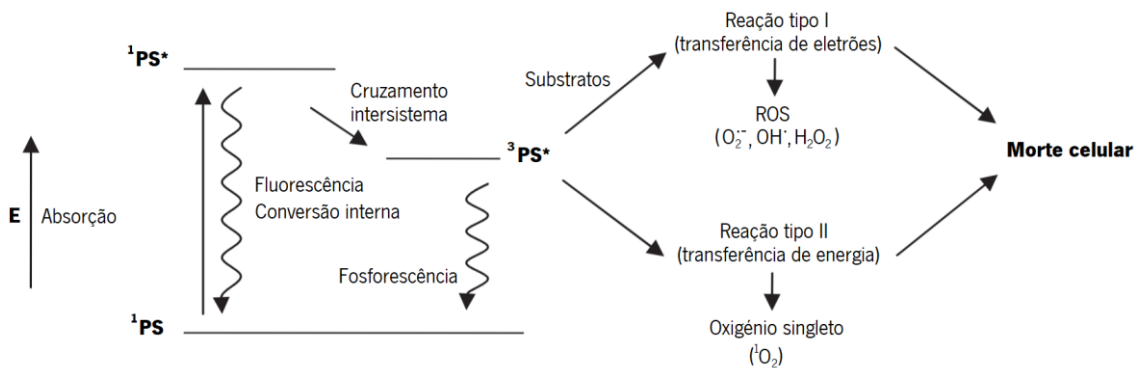 ¹PS*
Cruzamento
intersistema
E
Absorção
Fluorescência
Conversão interna
³PS*
Fosforescência
¹PS
Substratos
Reação tipo I
(transferência de eletrões)
ROS
(O₂·⁻, OH·, H₂O₂)
Morte celular
Reação tipo II
(transferência de energia)
Oxigénio singleto
(¹O₂)